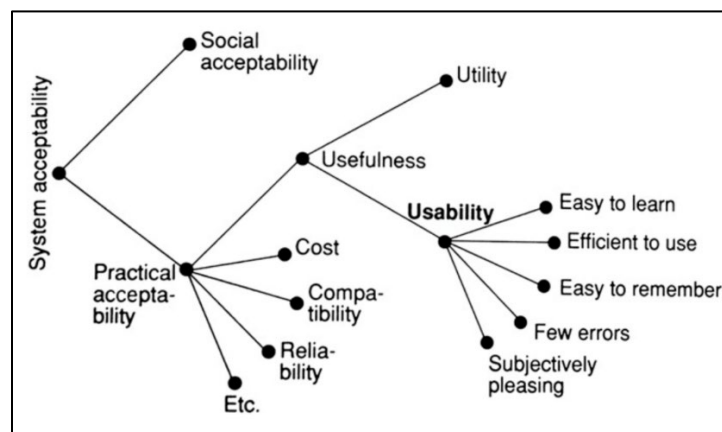 System acceptability
Social
acceptability
Practical
accepta-
bility
Usefulness
Cost
Compa-
tibility
Relia-
bility
Etc.
Utility
Usability
Easy to learn
Efficient to use
Easy to remember
Few errors
Subjectively
pleasing